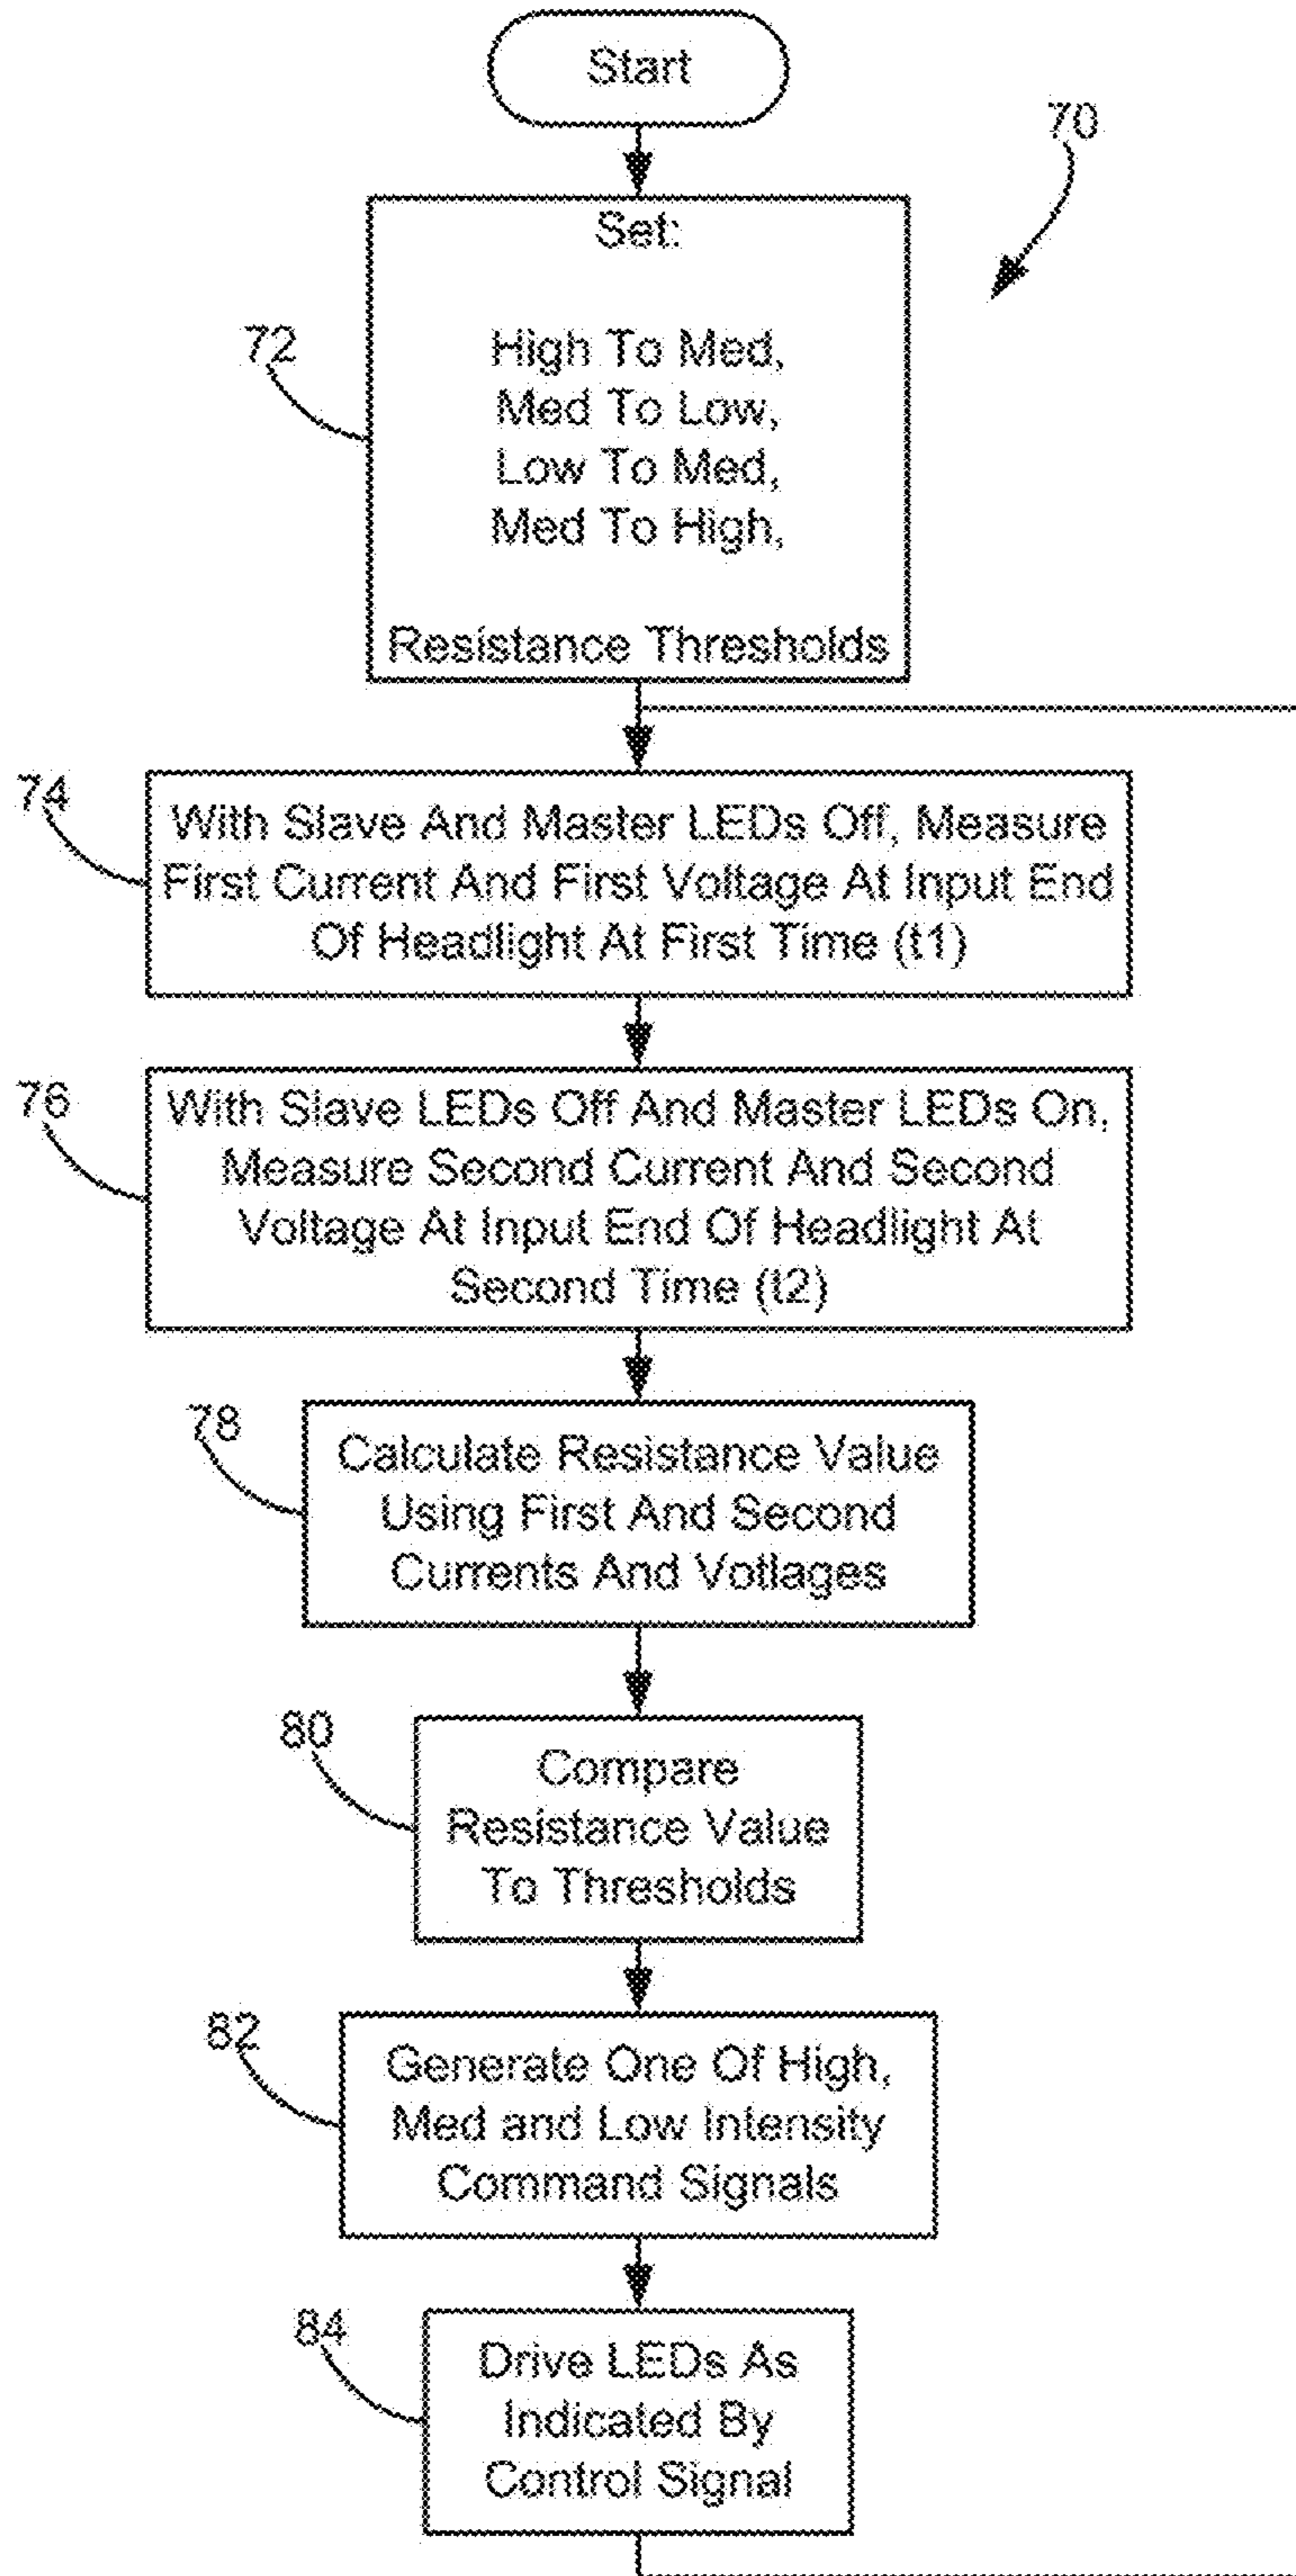 Start
70
Set:
72
High To Med,
Med To Low,
Low To Med,
Med To High,
Resistance Thresholds
74
With Slave And Master LEDs Off, Measure
First Current And First Voltage At Input End
Of Headlight At First Time (t1)
76
With Slave LEDs Off And Master LEDs On,
Measure Second Current And Second
Voltage At Input End Of Headlight At
Second Time (t2)
78
Calculate Resistance Value
Using First And Second
Currents And Votlages
80
Compare
Resistance Value
To Thresholds
82
Generate One Of High,
Med and Low Intensity
Command Signals
84
Drive LEDs As
Indicated By
Control Signal